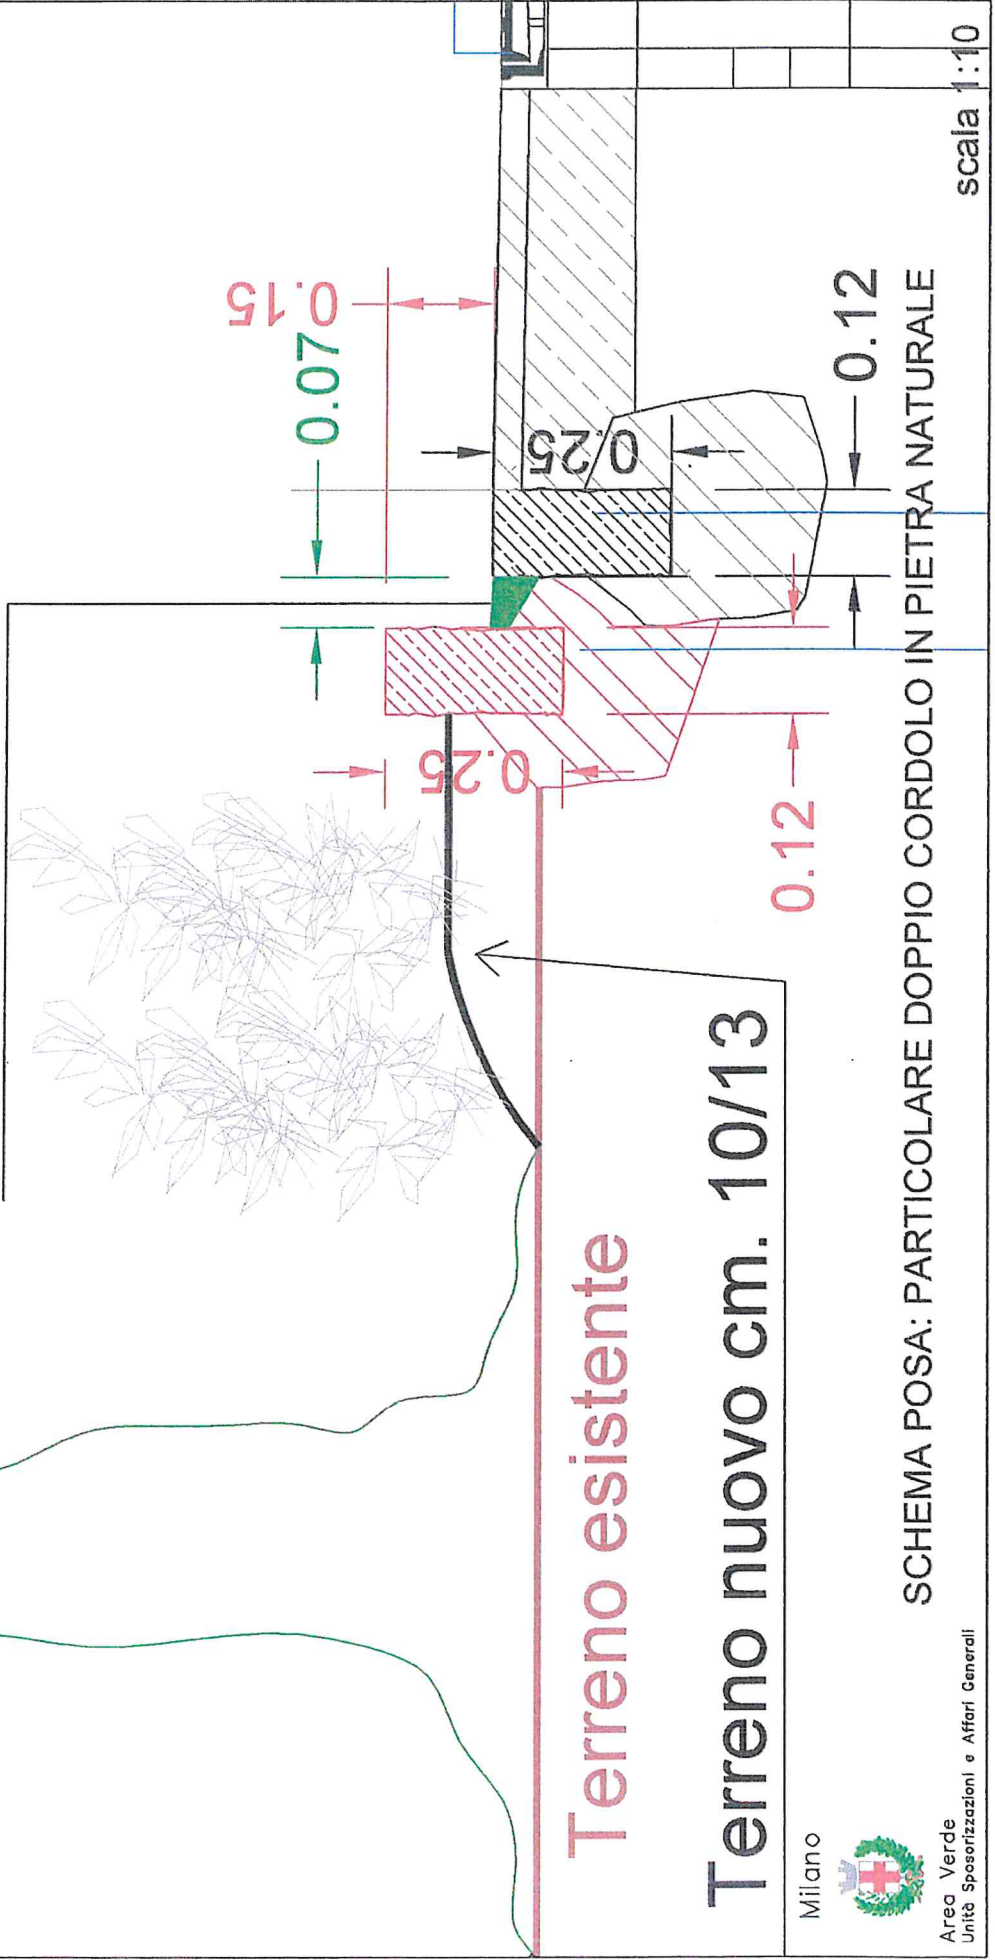 0.15
0.07
0.25
0.25
0.12
0.12
Terreno esistente
Terreno nuovo cm. 10/13
Milano
SCHEMA POSA: PARTICOLARE DOPPIO CORDOLO IN PIETRA NATURALE
scala 1:10
Area Verde
Unità Sposorizzazioni e Affari Generali